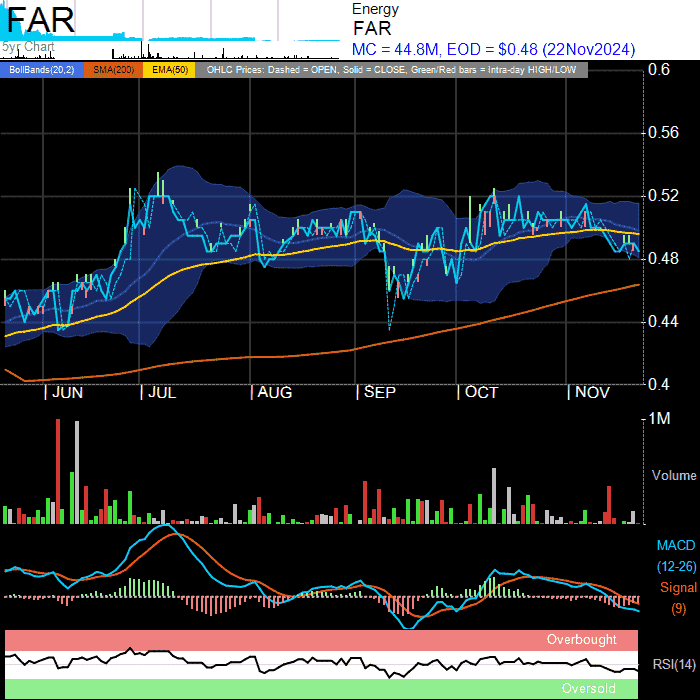 FAR
5yr Chart
Energy
FAR
MC = 44.8M, EOD = $0.48 (22Nov2024)
BollBands(20,2) SMA(200) EMA(50) OHLC Prices: Dashed = OPEN, Solid = CLOSE, Green/Red bars = Intra-day HIGH/LOW
0.6
0.56
0.52
0.48
0.44
0.4
| JUN | JUL | AUG | SEP | OCT | NOV
1M
Volume
MACD
(12-26)
Signal
(9)
Overbought
RSI(14)
Oversold